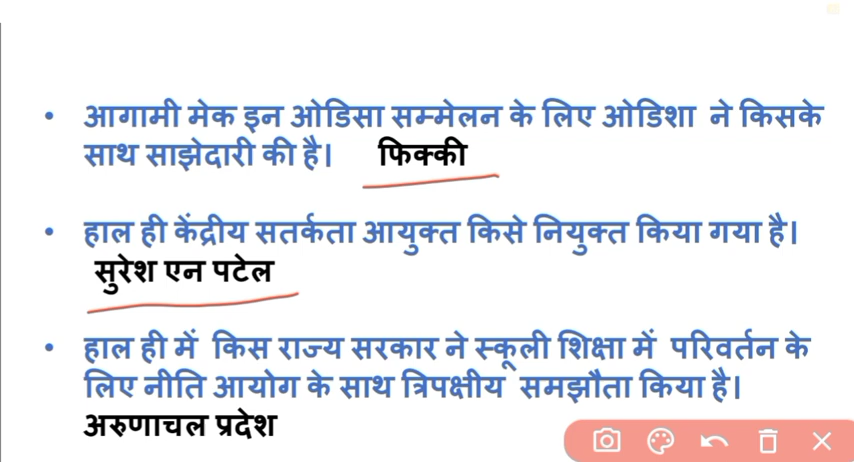 • आगामी मेक इन ओडिसा सम्मेलन के लिए ओडिशा ने किसके
साथ साझेदारी की है। फिक्की
• हाल ही केंद्रीय सतर्कता आयुक्त किसे नियुक्त किया गया है।
सुरेश एन पटेल
• हाल ही में किस राज्य सरकार ने स्कूली शिक्षा में परिवर्तन के
लिए नीति आयोग के साथ त्रिपक्षीय समझौता किया है।
अरुणाचल प्रदेश